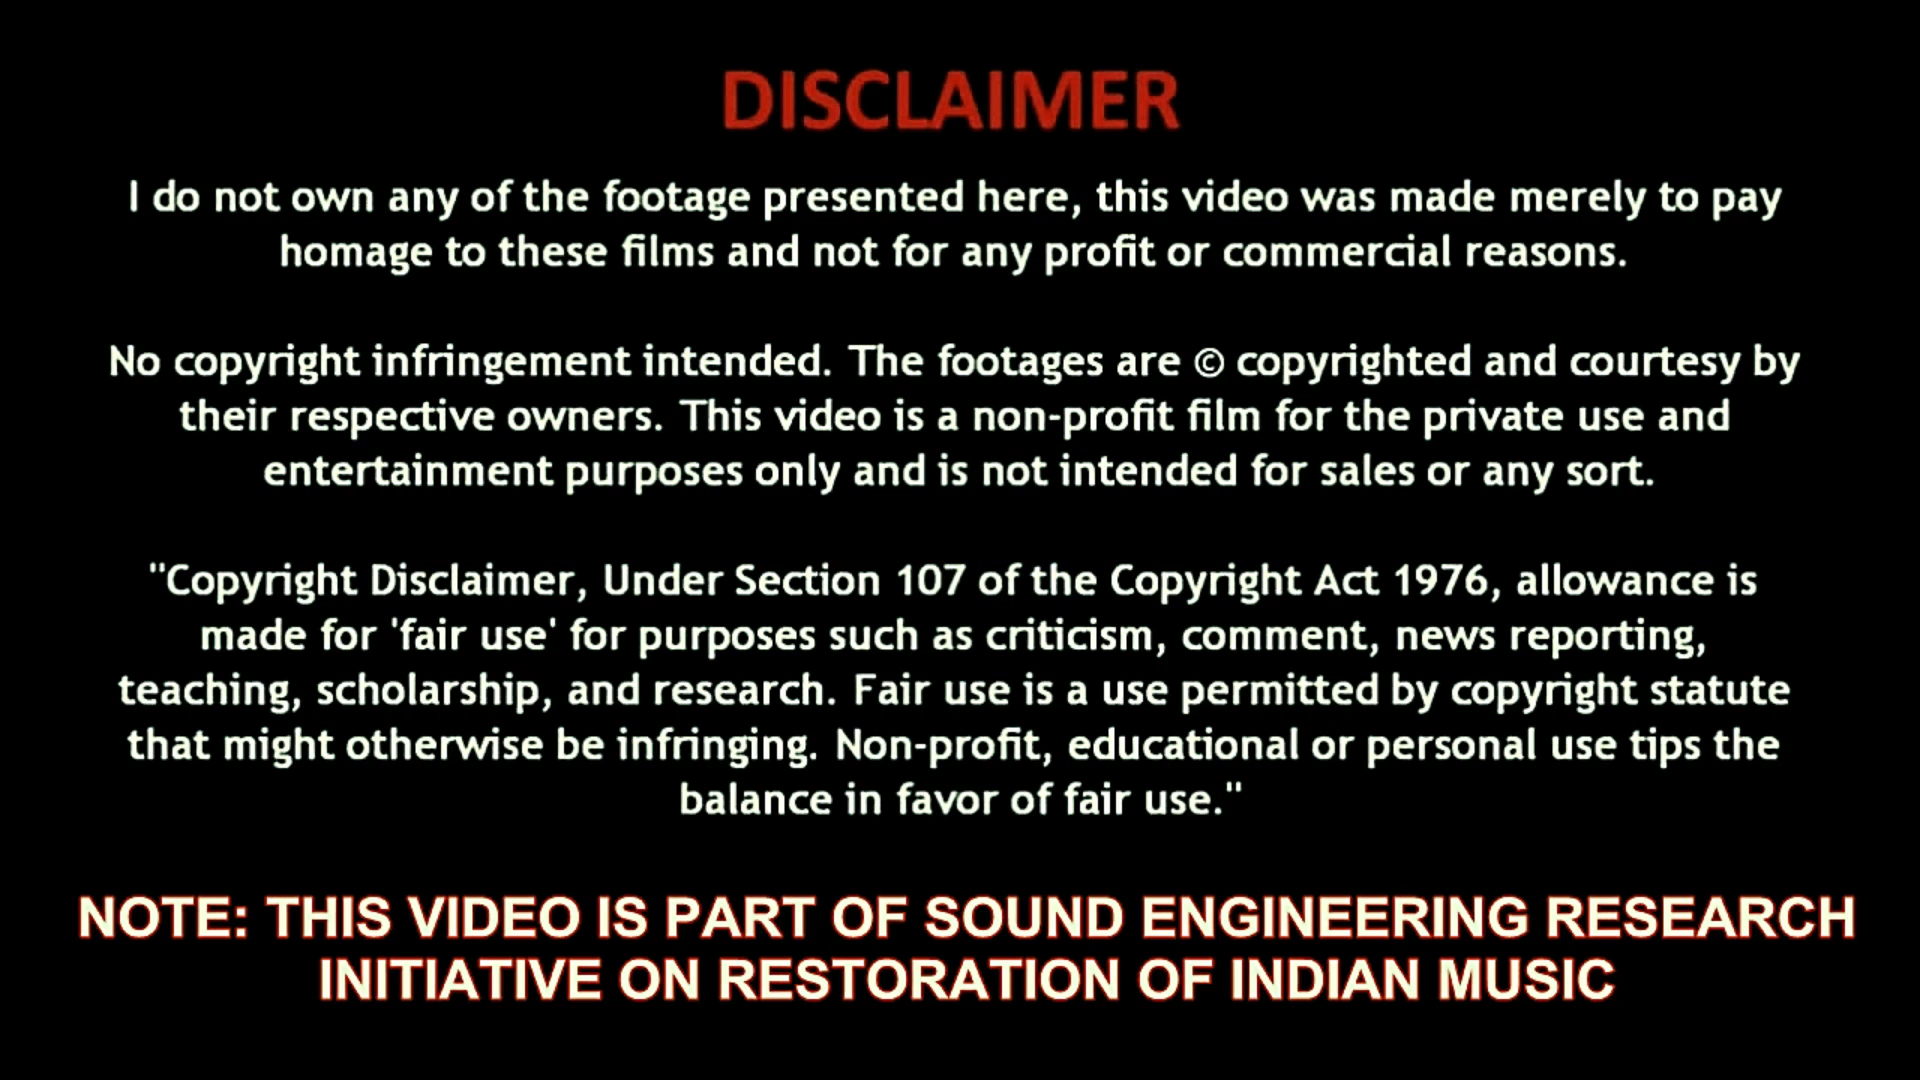 DISCLAIMER
I do not own any of the footage presented here, this video was made merely to pay
homage to these films and not for any profit or commercial reasons.
No copyright infringement intended. The footages are © copyrighted and courtesy by
their respective owners. This video is a non-profit film for the private use and
entertainment purposes only and is not intended for sales or any sort.
"Copyright Disclaimer, Under Section 107 of the Copyright Act 1976, allowance is
made for 'fair use' for purposes such as criticism, comment, news reporting,
teaching, scholarship, and research. Fair use is a use permitted by copyright statute
that might otherwise be infringing. Non-profit, educational or personal use tips the
balance in favor of fair use."
NOTE: THIS VIDEO IS PART OF SOUND ENGINEERING RESEARCH
INITIATIVE ON RESTORATION OF INDIAN MUSIC